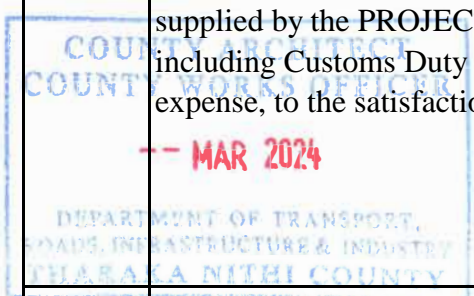 supplied by the PROJEC
COUNTY ARCHITECT
including Customs Duty
COUNTY WORKS OFFICER
expense, to the satisfactio
-- MAR 2024
DEPARTMENT OF TRANSPORT,
ROADS, INFRASTRUCTURE & INDUSTRY
THARAKA NITHI COUNTY